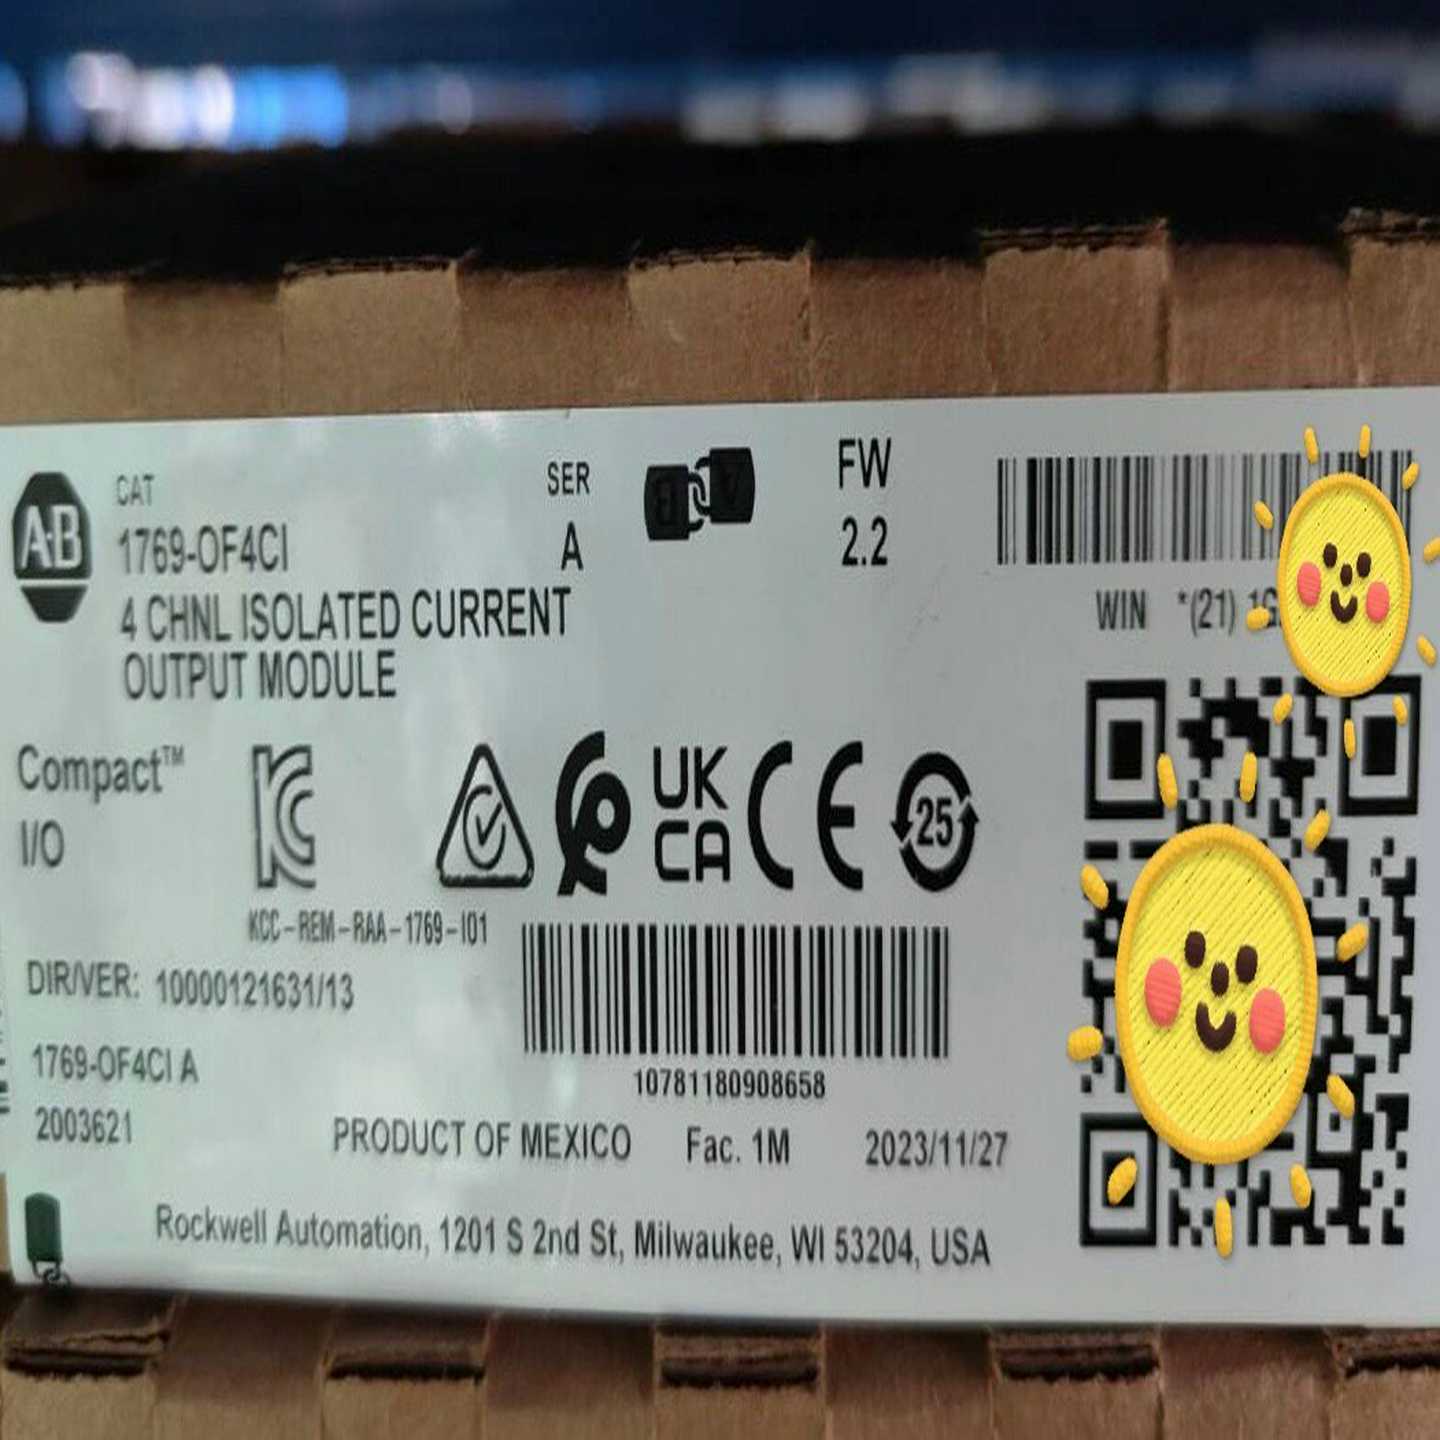 A·B
CAT
1769-OF4CI
4 CHNL ISOLATED CURRENT
OUTPUT MODULE
SER
A
FW
2.2
WIN *(21)
Compact™
I/O
KCC-REM-RAA-1769-I01
UK
CA
CE
25
DIR/VER: 10000121631/13
10781180908658
1769-OF4CI A
2003621
PRODUCT OF MEXICO Fac. 1M 2023/11/27
Rockwell Automation, 1201 S 2nd St, Milwaukee, WI 53204, USA